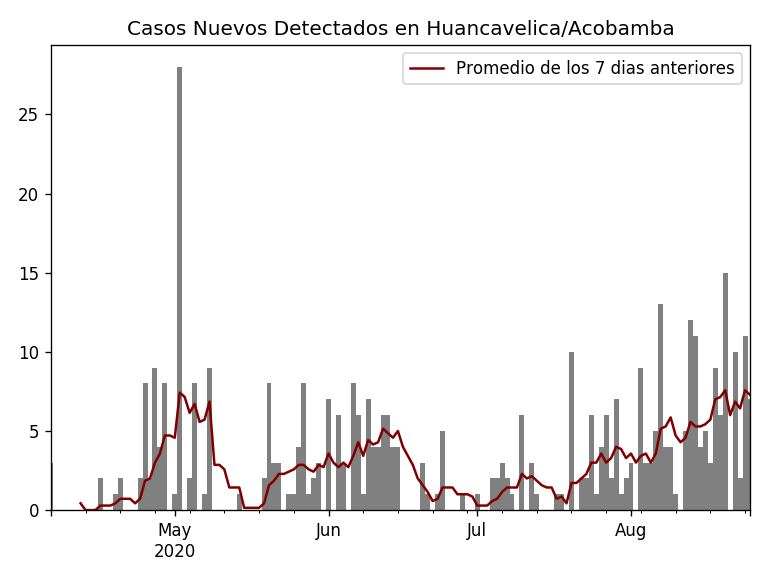 Casos Nuevos Detectados en Huancavelica/Acobamba
Promedio de los 7 dias anteriores
25
20
15
10
5
0
May
2020
Jun
Jul
Aug